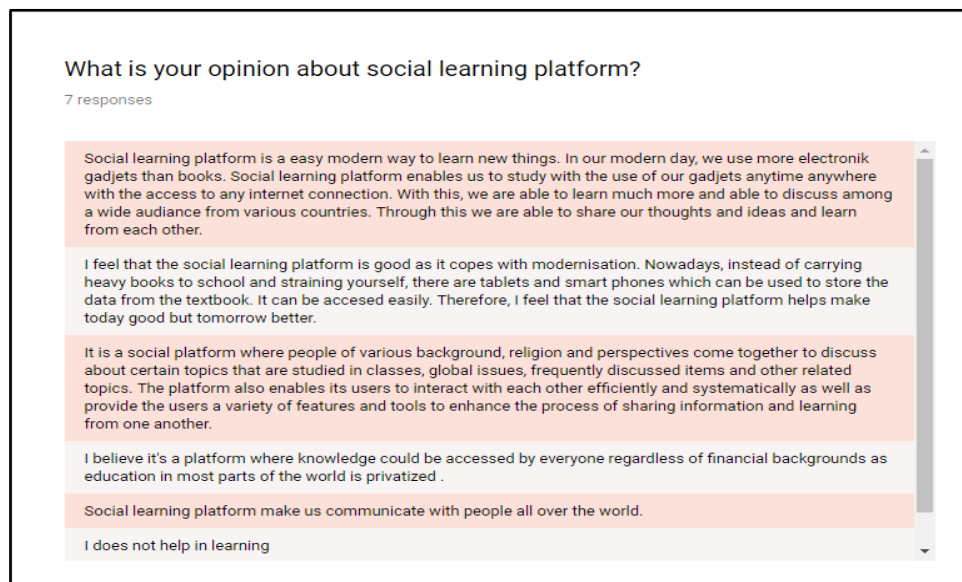 What is your opinion about social learning platform?
7 responses
Social learning platform is a easy modern way to learn new things. In our modern day, we use more electronik
gadjets than books. Social learning platform enables us to study with the use of our gadjets anytime anywhere
with the access to any internet connection. With this, we are able to learn much more and able to discuss among
a wide audiance from various countries. Through this we are able to share our thoughts and ideas and learn
from each other.
I feel that the social learning platform is good as it copes with modernisation. Nowadays, instead of carrying
heavy books to school and straining yourself, there are tablets and smart phones which can be used to store the
data from the textbook. It can be accesed easily. Therefore, I feel that the social learning platform helps make
today good but tomorrow better.
It is a social platform where people of various background, religion and perspectives come together to discuss
about certain topics that are studied in classes, global issues, frequently discussed items and other related
topics. The platform also enables its users to interact with each other efficiently and systematically as well as
provide the users a variety of features and tools to enhance the process of sharing information and learning
from one another.
I believe it's a platform where knowledge could be accessed by everyone regardless of financial backgrounds as
education in most parts of the world is privatized .
Social learning platform make us communicate with people all over the world.
I does not help in learning